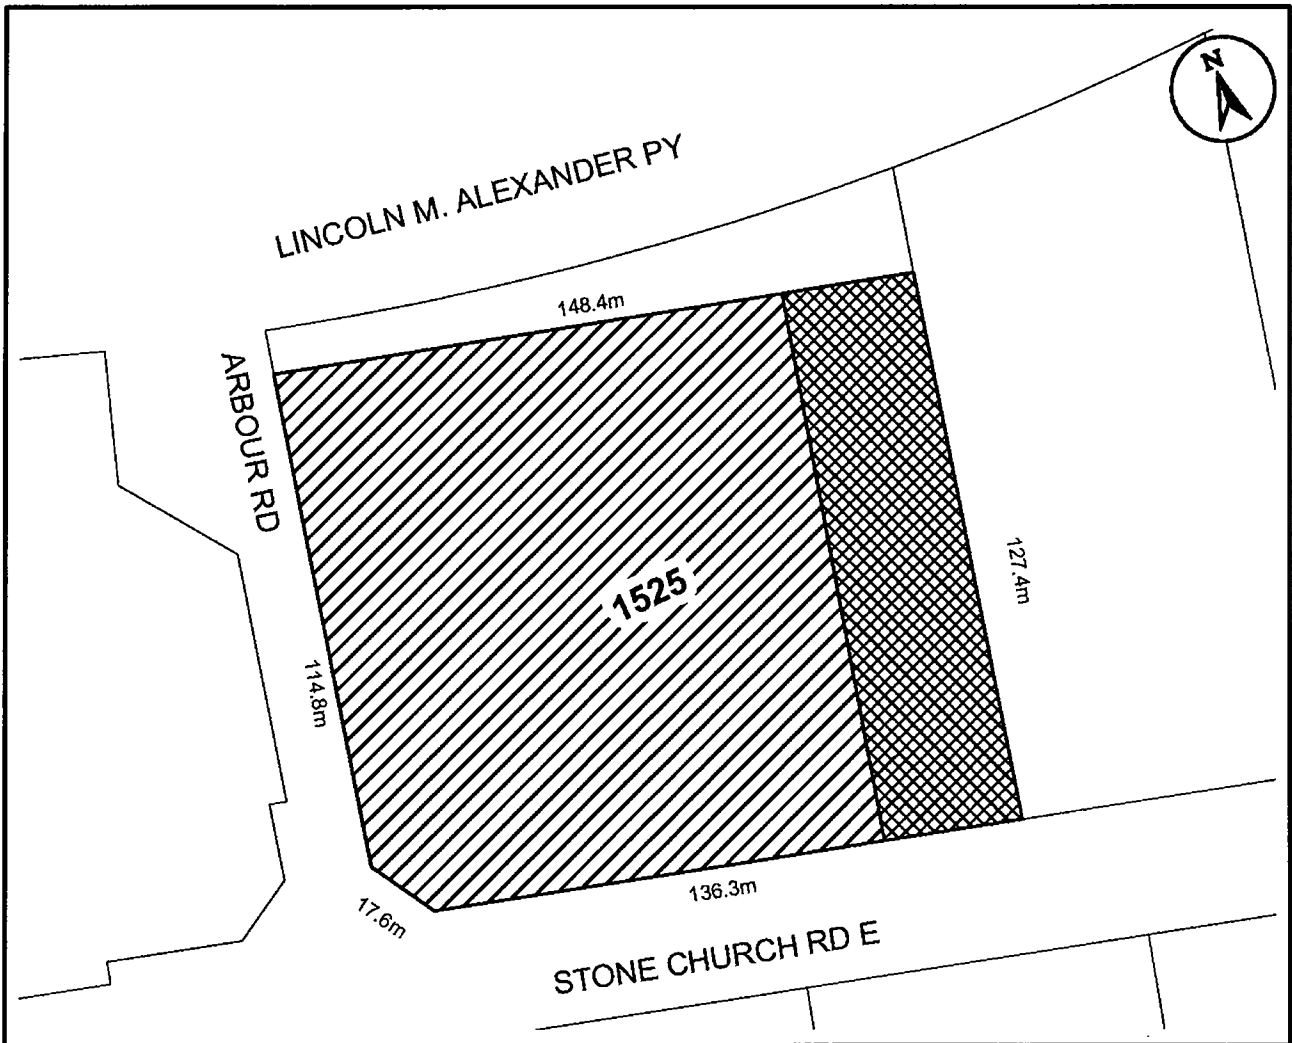 N
LINCOLN M. ALEXANDER PY
148.4m
ARBOUR RD
127.4m
1525
114.8m
136.3m
17.6m
STONE CHURCH RD E